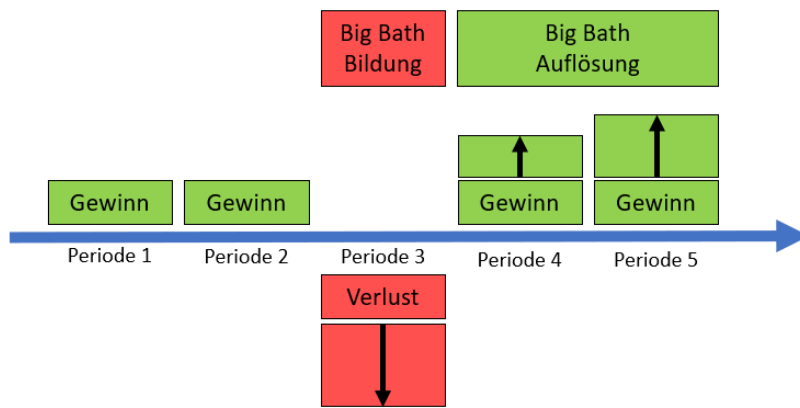 Big Bath
Bildung
Big Bath
Auflösung
Gewinn
Gewinn
Gewinn
Gewinn
Periode 1
Periode 2
Periode 3
Periode 4
Periode 5
Verlust